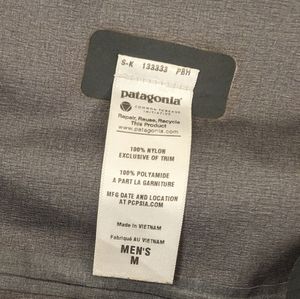 S-K 133333 PBH
patagonia
COMMON THREADS
INITIATIVE
Repair, Reuse, Recycle
This Product
www.patagonia.com
100% NYLON
EXCLUSIVE OF TRIM
100% POLYAMIDE
A PART LA GARNITURE
MFG DATE AND LOCATION
AT PCPSIA.COM
Made in VIETNAM
Fabriqué AU VIETNAM
MEN'S
M